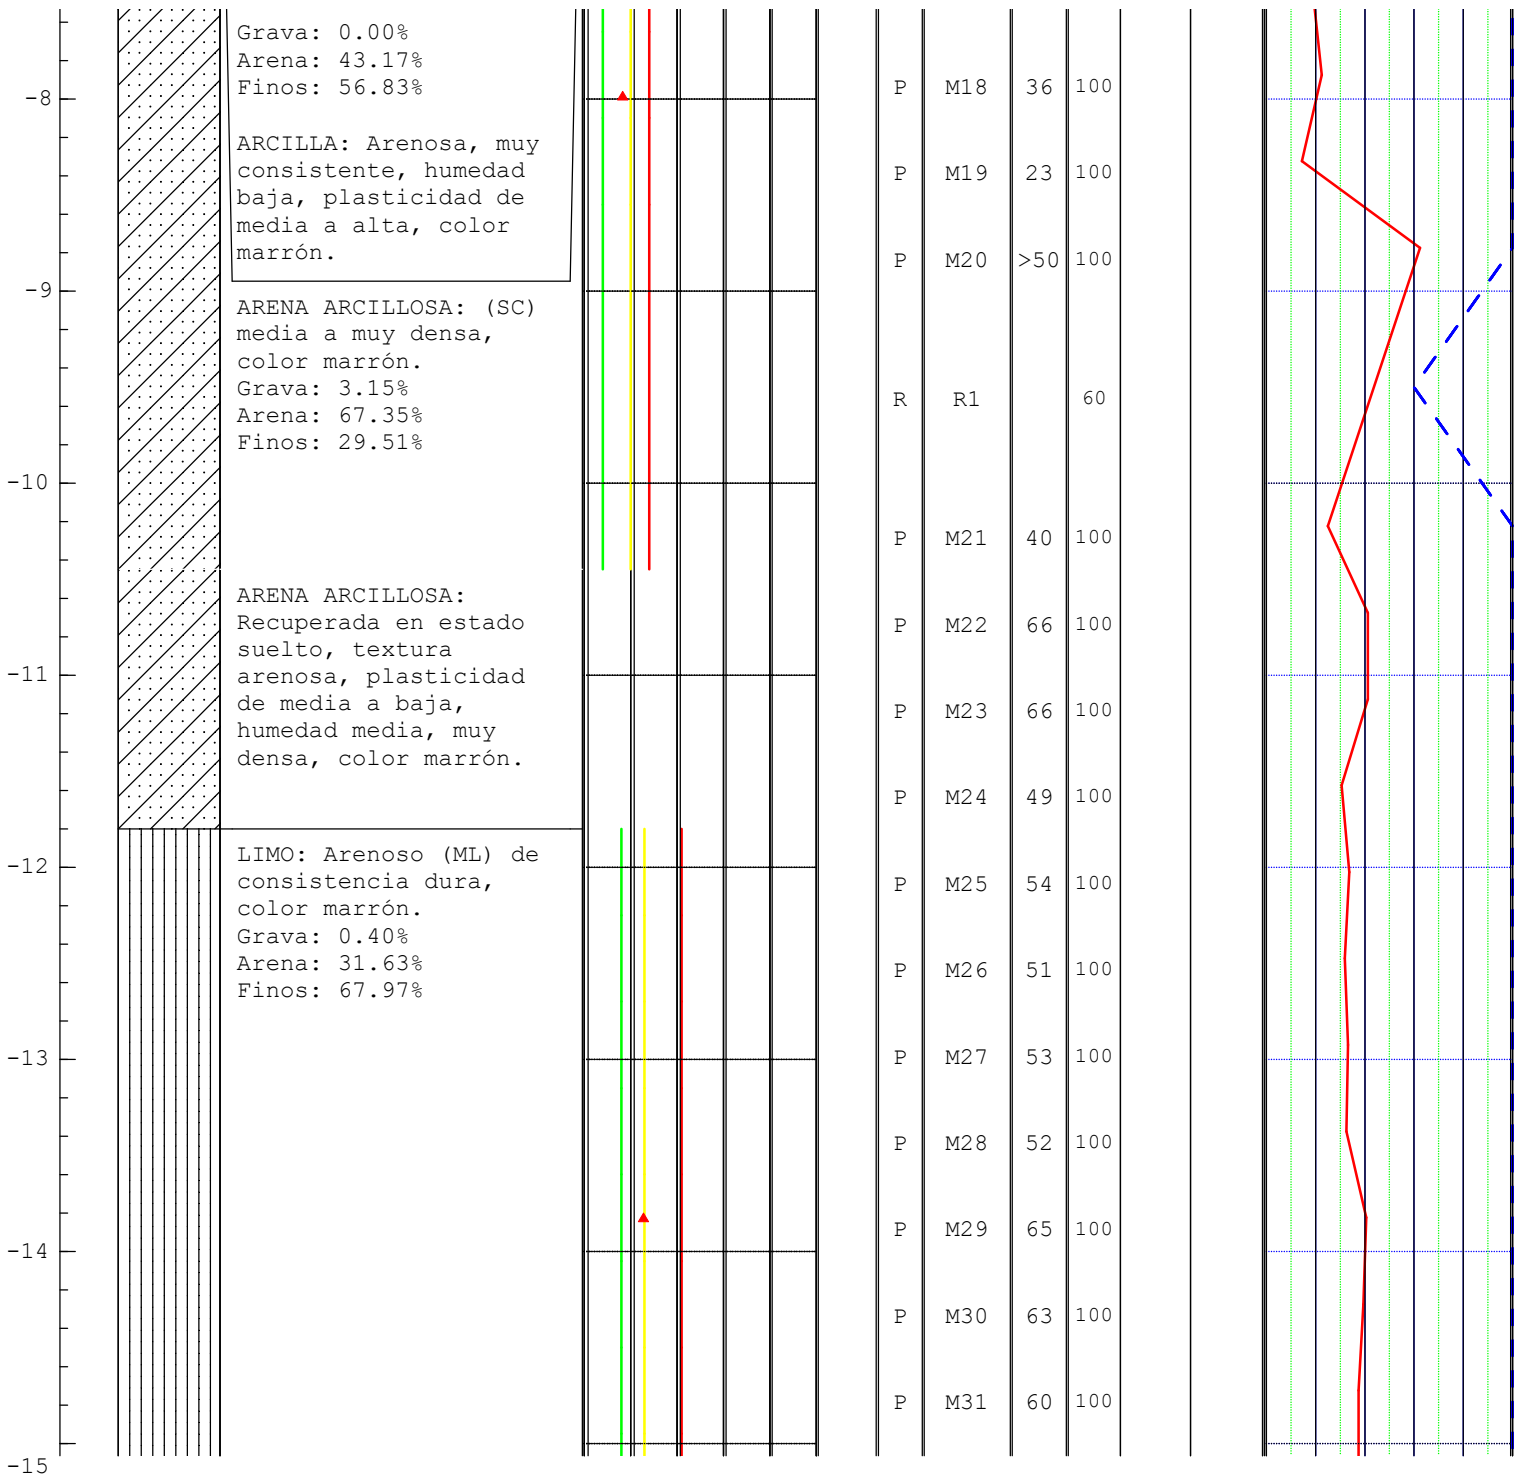 Grava: 0.00%
Arena: 43.17%
Finos: 56.83%
ARCILLA: Arenosa, muy
consistente, humedad
baja, plasticidad de
media a alta, color
marrón.
ARENA ARCILLOSA: (SC)
media a muy densa,
color marrón.
Grava: 3.15%
Arena: 67.35%
Finos: 29.51%
ARENA ARCILLOSA:
Recuperada en estado
suelto, textura
arenosa, plasticidad
de media a baja,
humedad media, muy
densa, color marrón.
LIMO: Arenoso (ML) de
consistencia dura,
color marrón.
Grava: 0.40%
Arena: 31.63%
Finos: 67.97%
-8
-9
-10
-11
-12
-13
-14
-15
P M18 36 100
P M19 23 100
P M20 >50 100
R R1 60
P M21 40 100
P M22 66 100
P M23 66 100
P M24 49 100
P M25 54 100
P M26 51 100
P M27 53 100
P M28 52 100
P M29 65 100
P M30 63 100
P M31 60 100